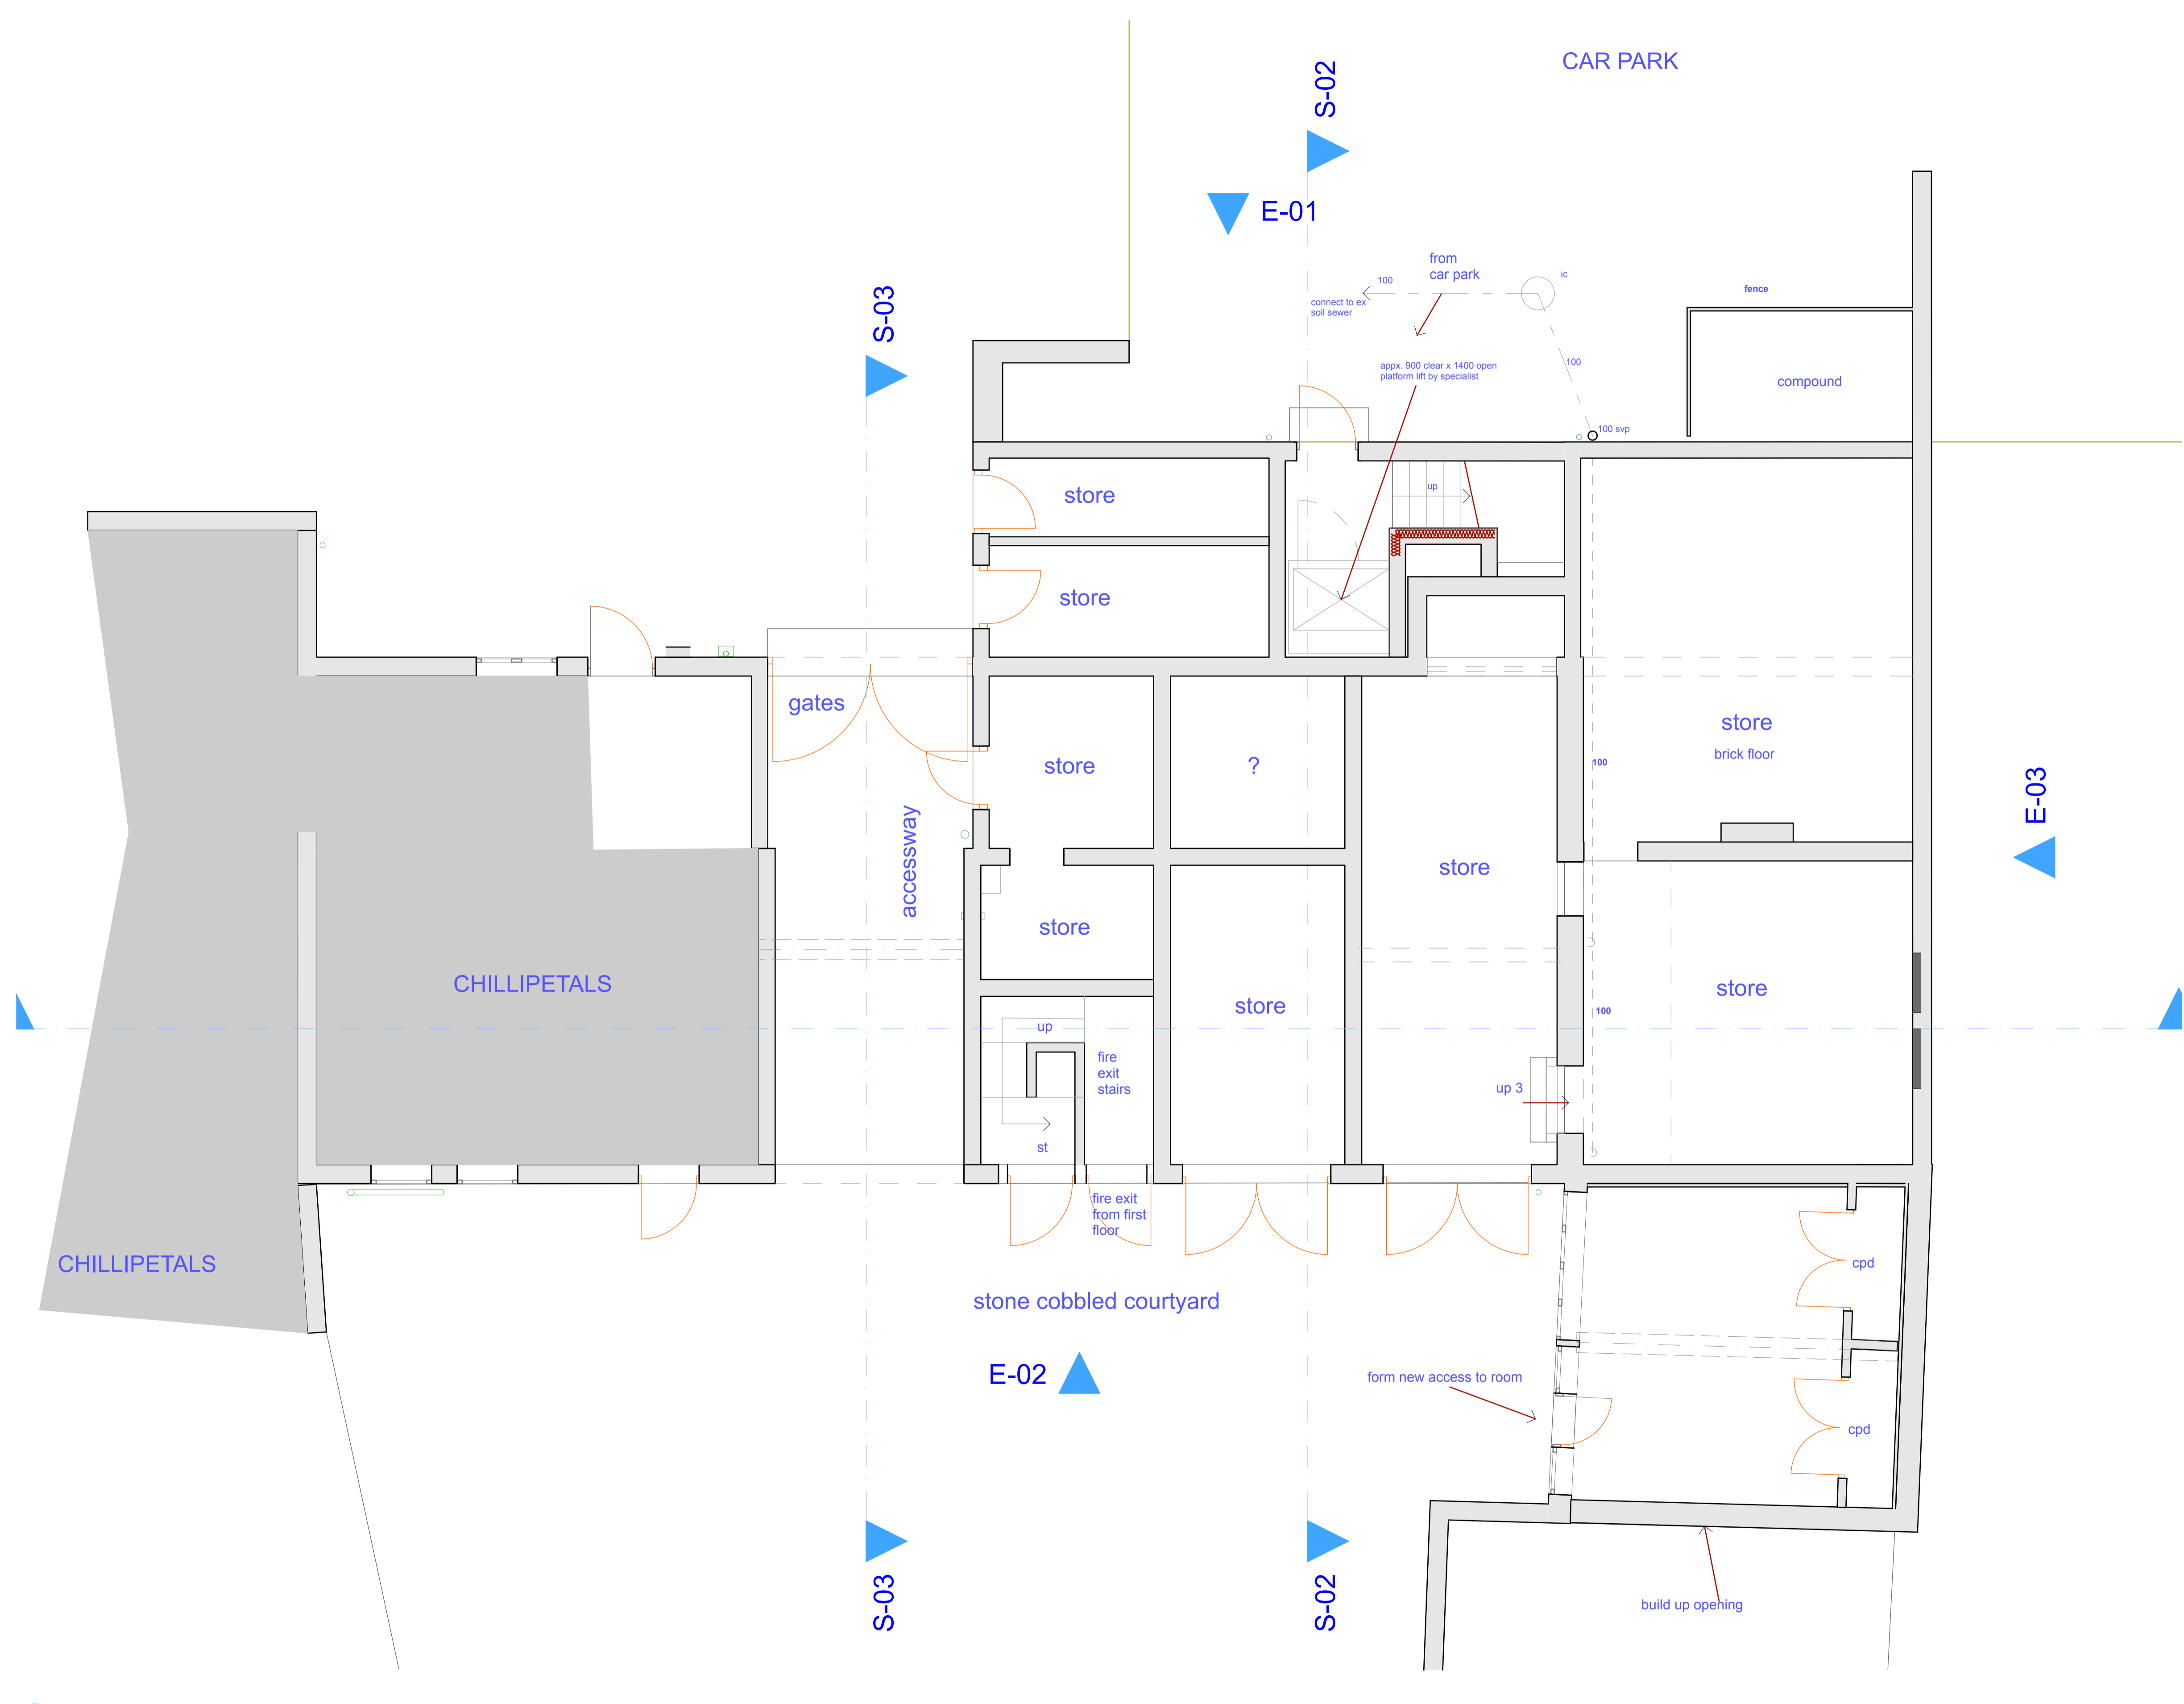 CAR PARK
S-02
E-01
from
car park
ic
100
connect to ex
soil sewer
fence
S-03
100
appx. 900 clear x 1400 open
platform lift by specialist
compound
100 svp
store
up
store
gates
store
brick floor
store
?
100
E-03
accessway
store
store
CHILLIPETALS
store
store
100
up
fire
exit
stairs
up 3
st
fire exit
from first
floor
CHILLIPETALS
cpd
stone cobbled courtyard
E-02
form new access to room
cpd
S-03
S-02
build up opening